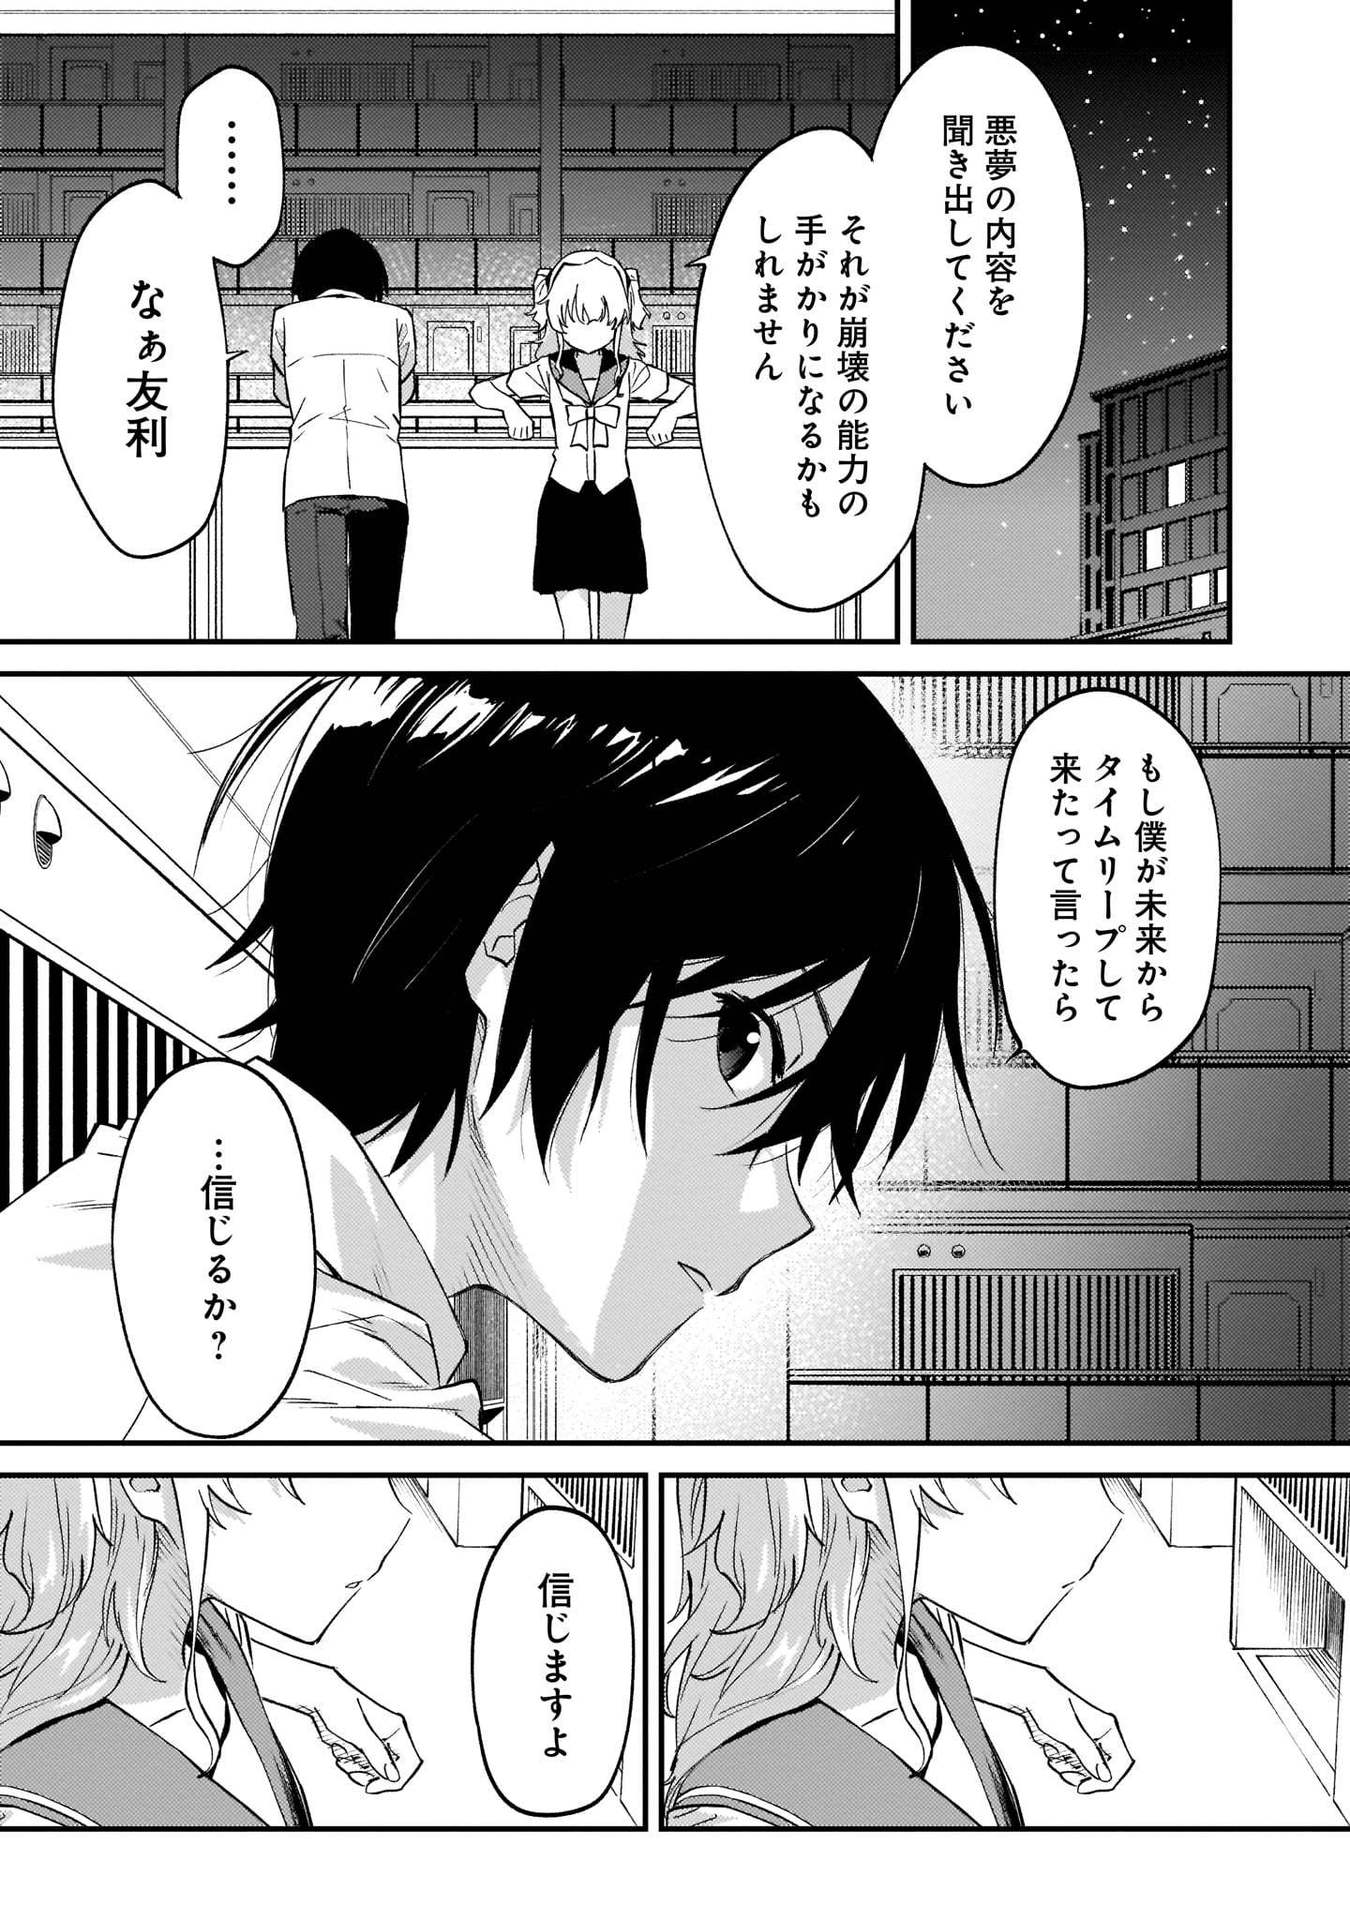 悪夢の内容を
聞き出してください
それが崩壊の能力の
手がかりになるかも
しれません
……
なぁ友利
もし僕が未来から
タイムリープして
来たって言ったら
…信じるか？
信じますよ